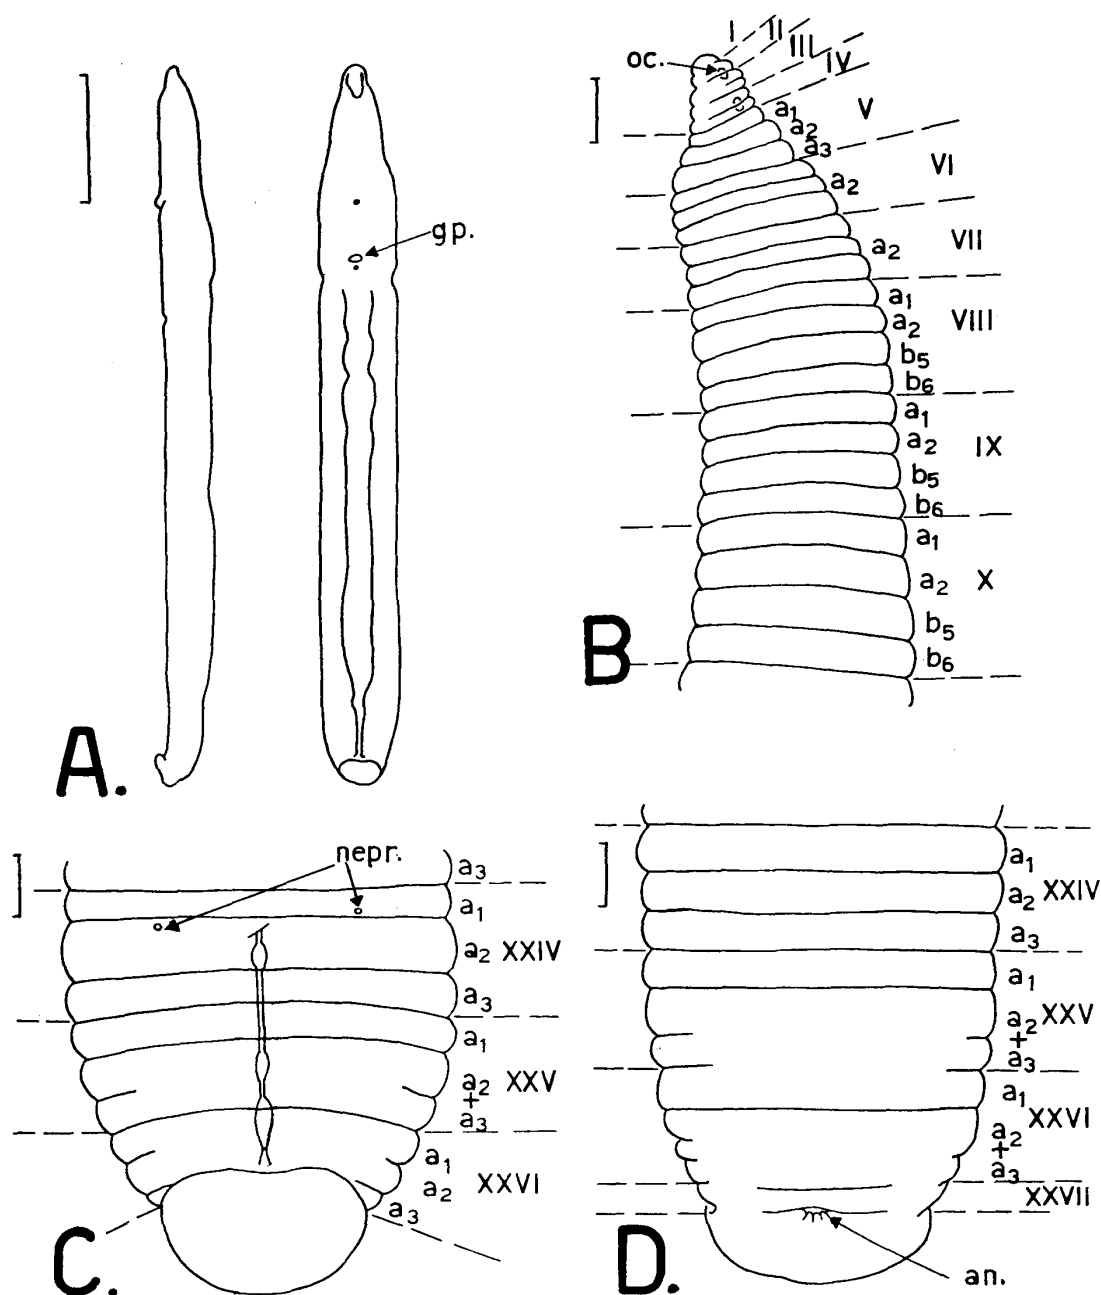 gp.
A.
I II III IV
oc.
a1
a2
a3
V
a2
VI
a2
VII
a1
a2
VIII
b5
b6
a1
a2
IX
b5
b6
a1
a2
X
b5
b6
B
nepr.
a3
a1
a2 XXIV
a3
a1
a2
+
a3
XXV
a1
a2
XXVI
a3
C.
a1
a2 XXIV
a3
a1
a2
+
a3
XXV
a1
XXVI
a2
+
a3
XXVII
an.
D.